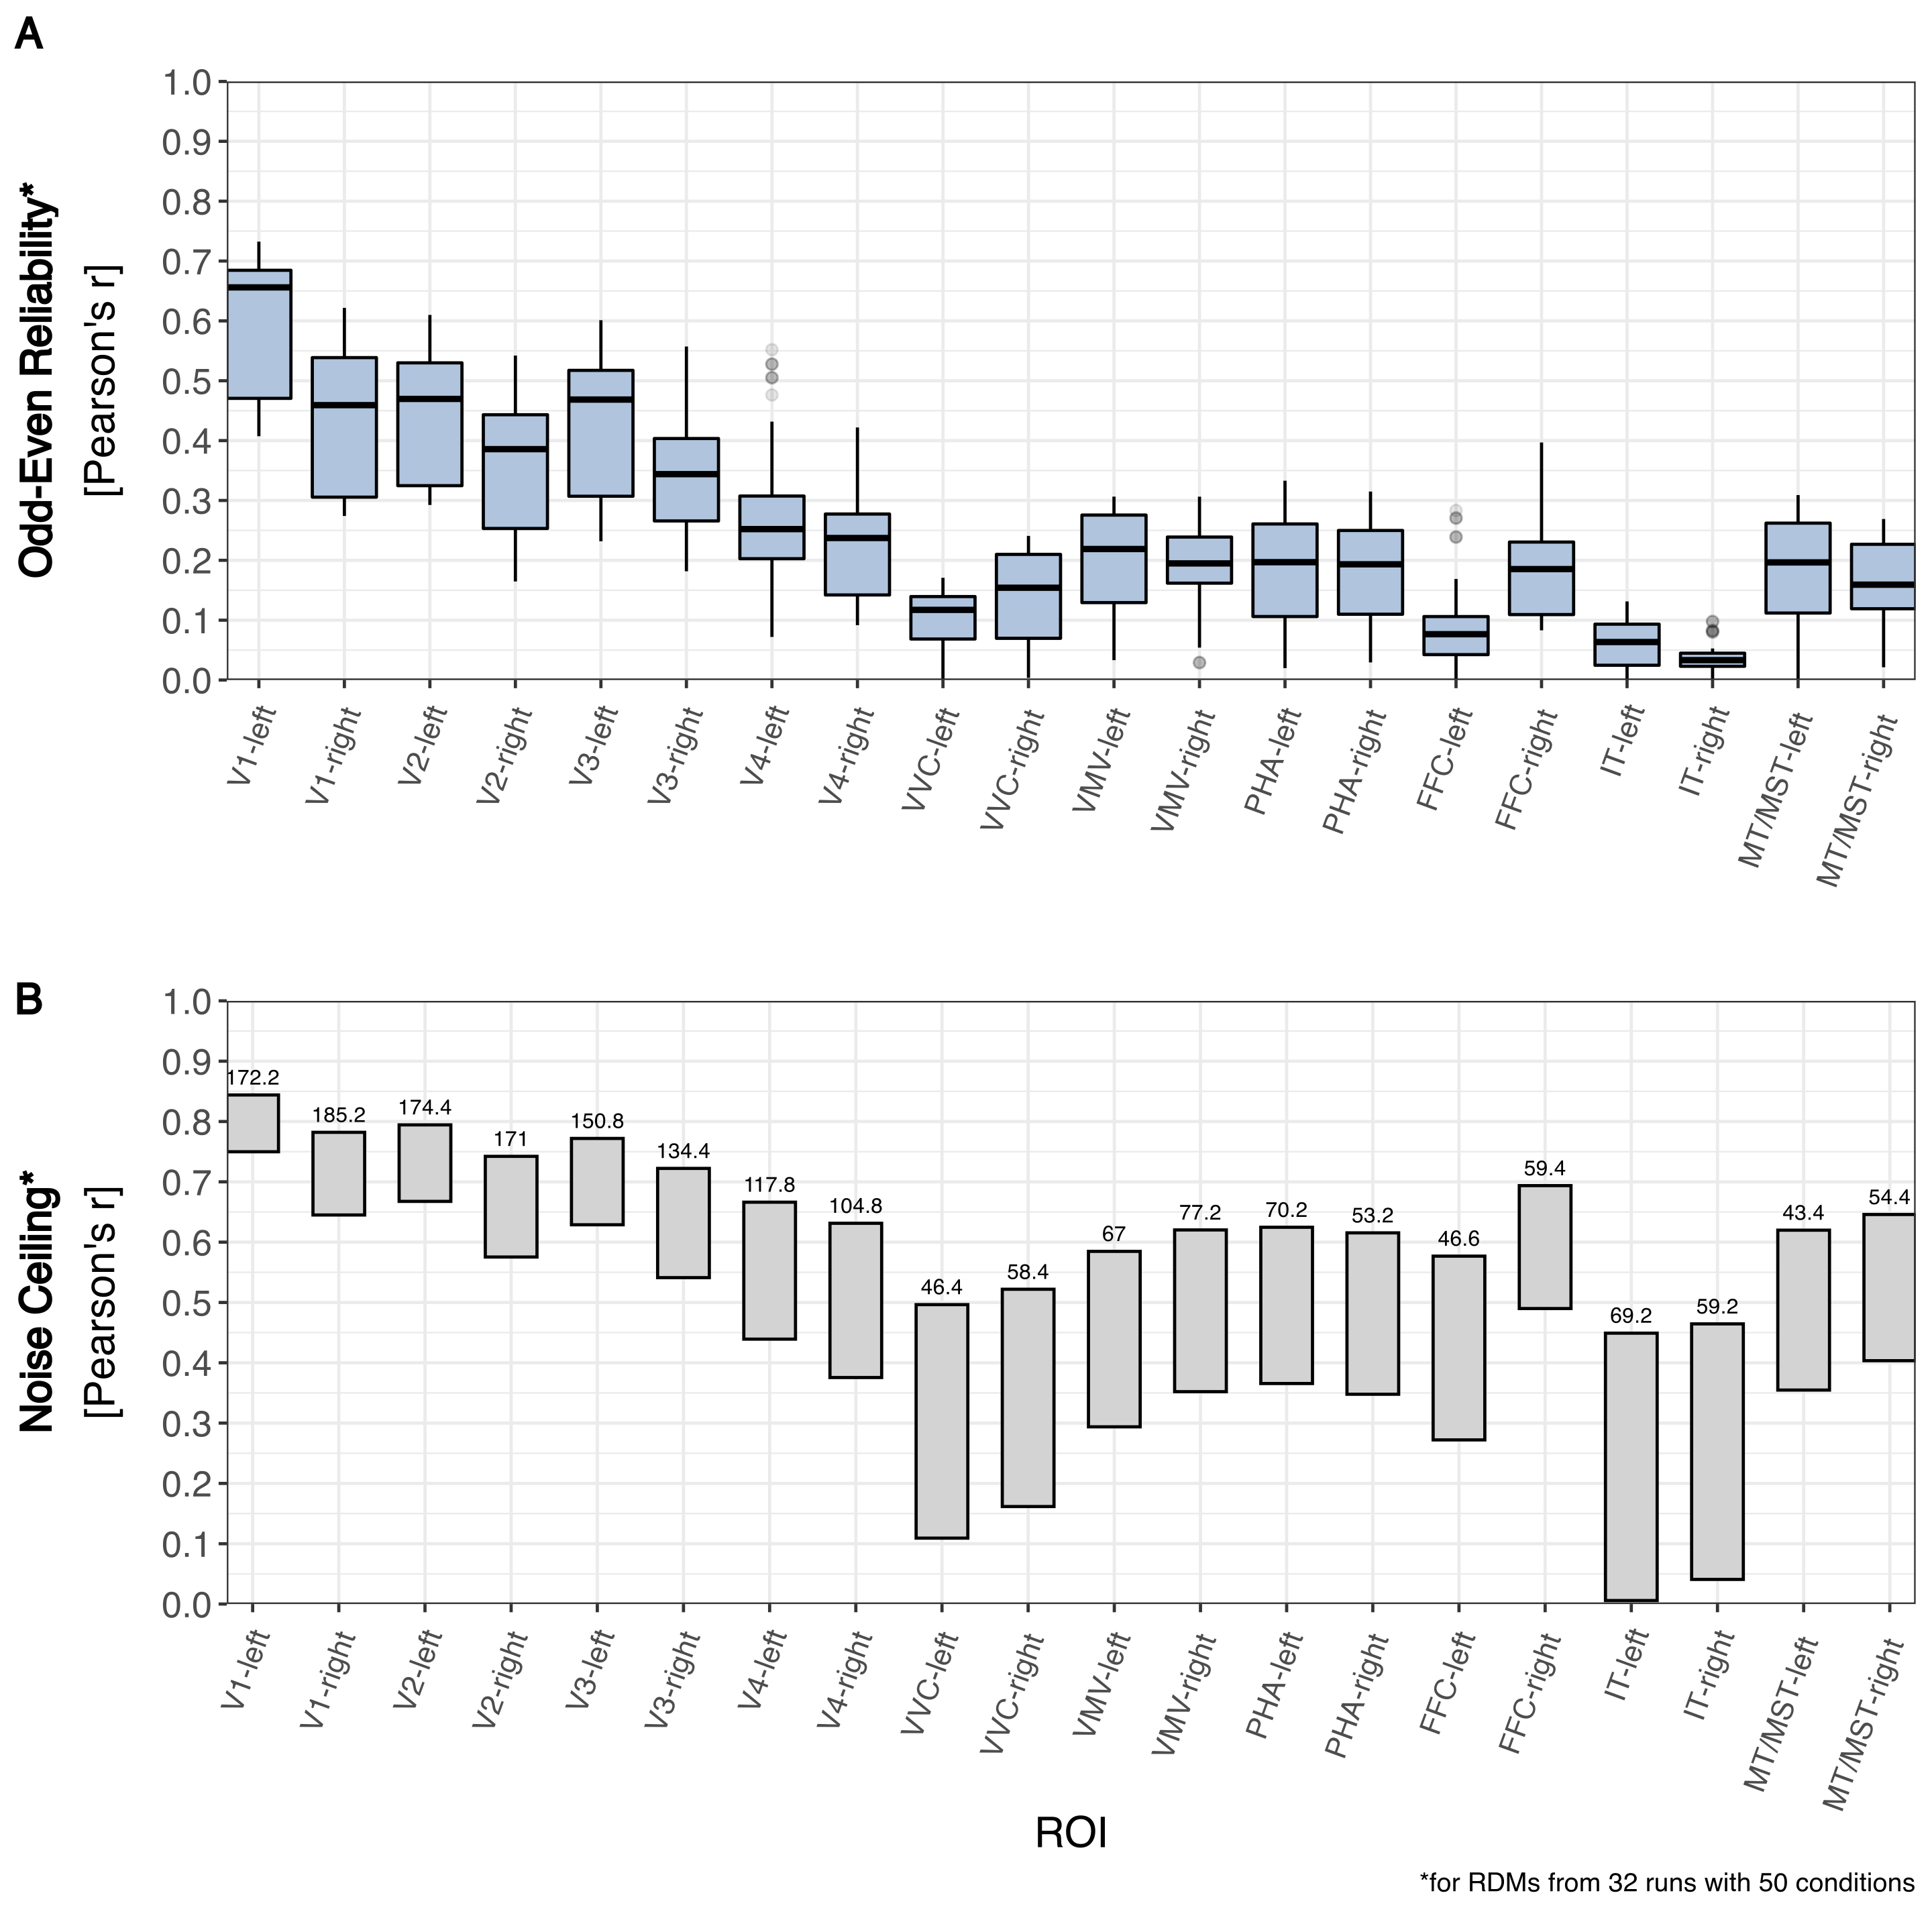 A
Odd-Even Reliability*
[Pearson's r]
1.0
0.9
0.8
0.7
0.6
0.5
0.4
0.3
0.2
0.1
0.0
V1-left
V1-right
V2-left
V2-right
V3-left
V3-right
V4-left
V4-right
VVC-left
VVC-right
VMV-left
VMV-right
PHA-left
PHA-right
FFC-left
FFC-right
IT-left
IT-right
MT/MST-left
MT/MST-right
B
Noise Ceiling*
[Pearson's r]
1.0
0.9
0.8
0.7
0.6
0.5
0.4
0.3
0.2
0.1
0.0
172.2
185.2
174.4
171
150.8
134.4
117.8
104.8
46.4
58.4
67
77.2
70.2
53.2
46.6
59.4
69.2
59.2
43.4
54.4
V1-left
V1-right
V2-left
V2-right
V3-left
V3-right
V4-left
V4-right
VVC-left
VVC-right
VMV-left
VMV-right
PHA-left
PHA-right
FFC-left
FFC-right
IT-left
IT-right
MT/MST-left
MT/MST-right
ROI
*for RDMs from 32 runs with 50 conditions